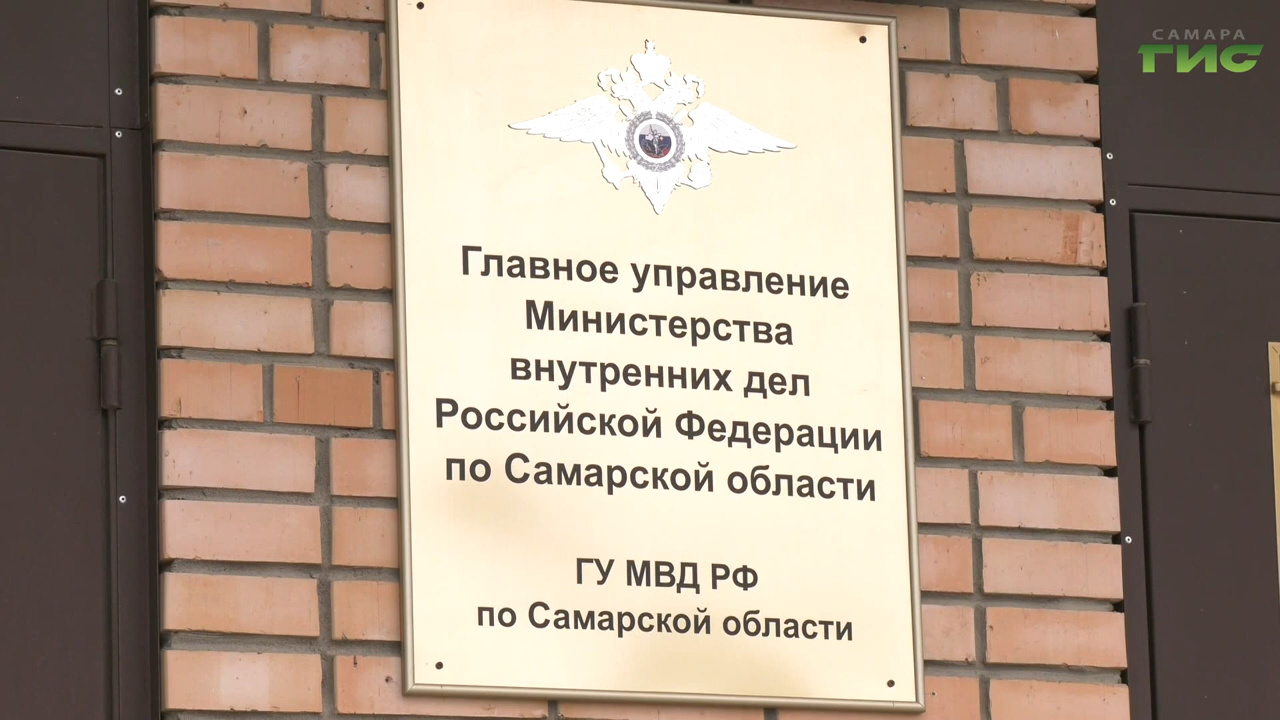 САМАРА
ГИС
Главное управление
Министерства
внутренних дел
Российской Федерации
по Самарской области
ГУ МВД РФ
по Самарской области